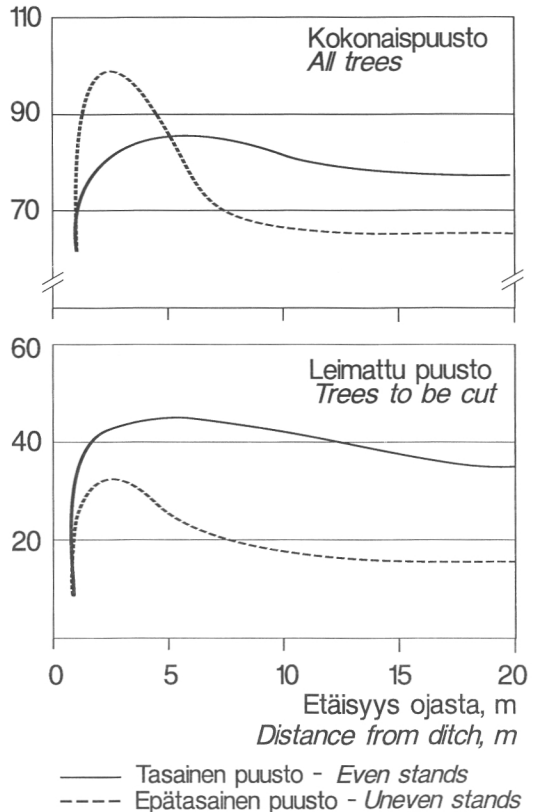 110
Kokonaispuusto
All trees
90
70
60
Leimattu puusto
Trees to be cut
40
20
0 5 10 15 20
Etäisyys ojasta, m
Distance from ditch, m
Tasainen puusto - Even stands
Epätasainen puusto - Uneven stands